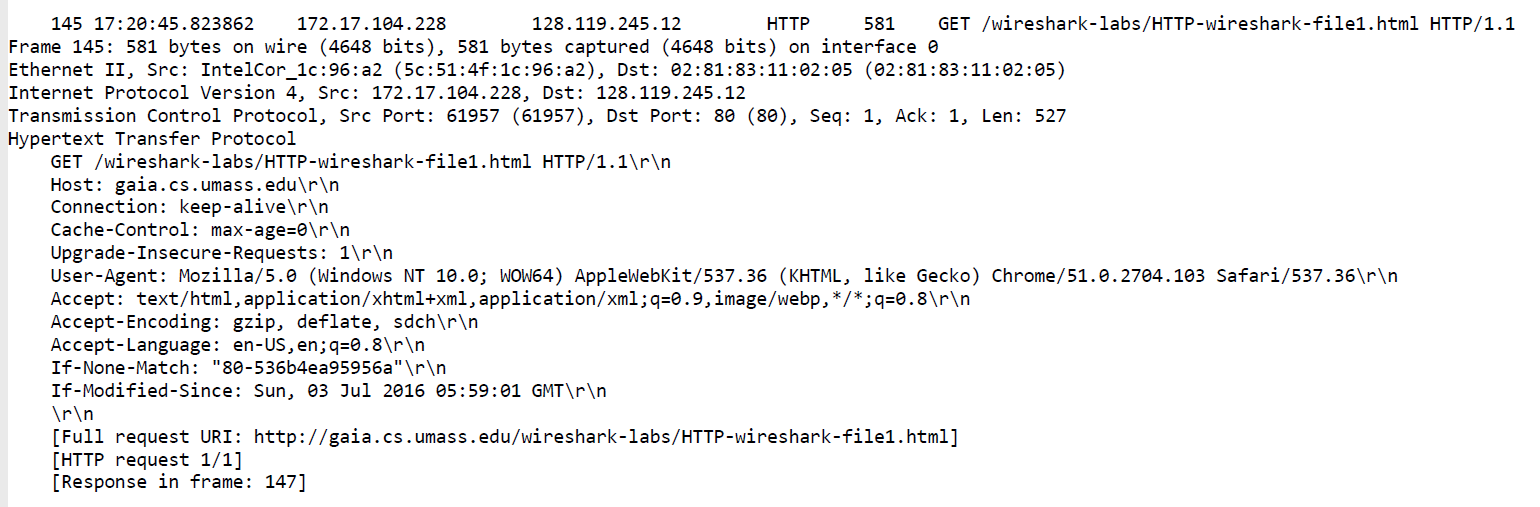 145 17:20:45.823862 172.17.104.228 128.119.245.12 HTTP 581 GET /wireshark-labs/HTTP-wireshark-file1.html HTTP/1.1
Frame 145: 581 bytes on wire (4648 bits), 581 bytes captured (4648 bits) on interface 0
Ethernet II, Src: IntelCor_1c:96:a2 (5c:51:4f:1c:96:a2), Dst: 02:81:83:11:02:05 (02:81:83:11:02:05)
Internet Protocol Version 4, Src: 172.17.104.228, Dst: 128.119.245.12
Transmission Control Protocol, Src Port: 61957 (61957), Dst Port: 80 (80), Seq: 1, Ack: 1, Len: 527
Hypertext Transfer Protocol
GET /wireshark-labs/HTTP-wireshark-file1.html HTTP/1.1\r\n
Host: gaia.cs.umass.edu\r\n
Connection: keep-alive\r\n
Cache-Control: max-age=0\r\n
Upgrade-Insecure-Requests: 1\r\n
User-Agent: Mozilla/5.0 (Windows NT 10.0; WOW64) AppleWebKit/537.36 (KHTML, like Gecko) Chrome/51.0.2704.103 Safari/537.36\r\n
Accept: text/html,application/xhtml+xml,application/xml;q=0.9,image/webp,*/*;q=0.8\r\n
Accept-Encoding: gzip, deflate, sdch\r\n
Accept-Language: en-US,en;q=0.8\r\n
If-None-Match: "80-536b4ea95956a"\r\n
If-Modified-Since: Sun, 03 Jul 2016 05:59:01 GMT\r\n
\r\n
[Full request URI: http://gaia.cs.umass.edu/wireshark-labs/HTTP-wireshark-file1.html]
[HTTP request 1/1]
[Response in frame: 147]